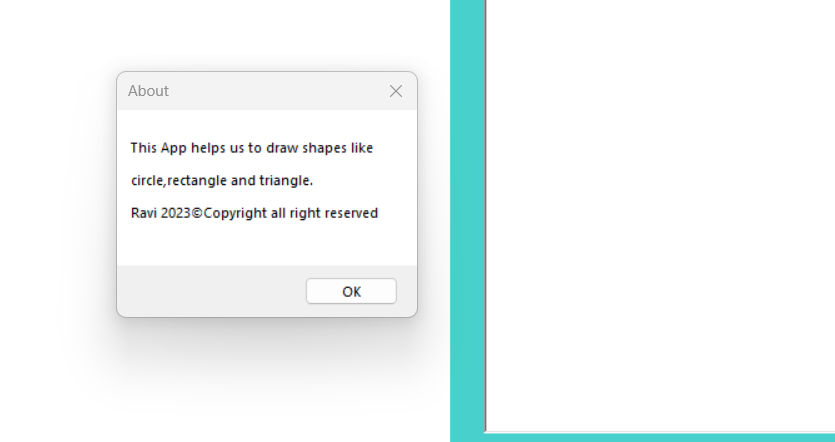 About
This App helps us to draw shapes like
circle,rectangle and triangle.
Ravi 2023©Copyright all right reserved
OK